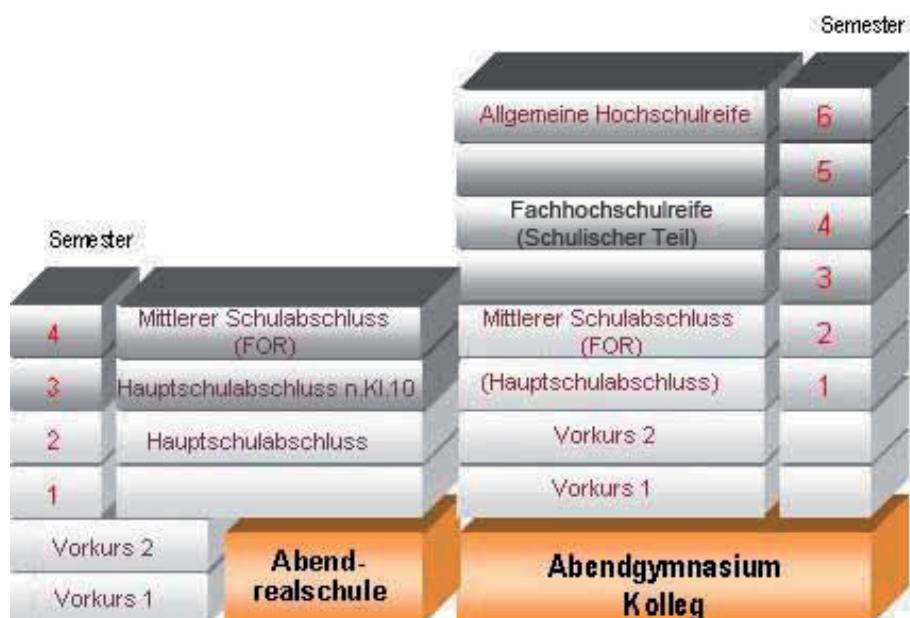 Semester
Allgemeine Hochschulreife 6
5
Fachhochschulreife
(Schulischer Teil) 4
3
Mittlerer Schulabschluss
(FOR) 2
(Hauptschulabschluss) 1
Vorkurs 2
Vorkurs 1
Abendgymnasium
Kolleg
Semester
4 Mittlerer Schulabschluss
(FOR)
3 Hauptschulabschluss n.Kl.10
2 Hauptschulabschluss
1
Vorkurs 2
Vorkurs 1
Abend-
realschule